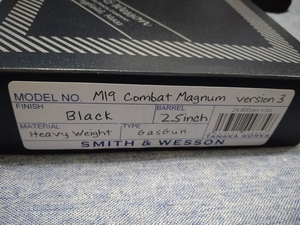 MODEL NO. M19 Combat Magnum version 3
FINISH Black
BARREL 2.5inch
MATERIAL Heavy Weight
TYPE GasGun
TANAKA WORKS
SMITH & WESSON